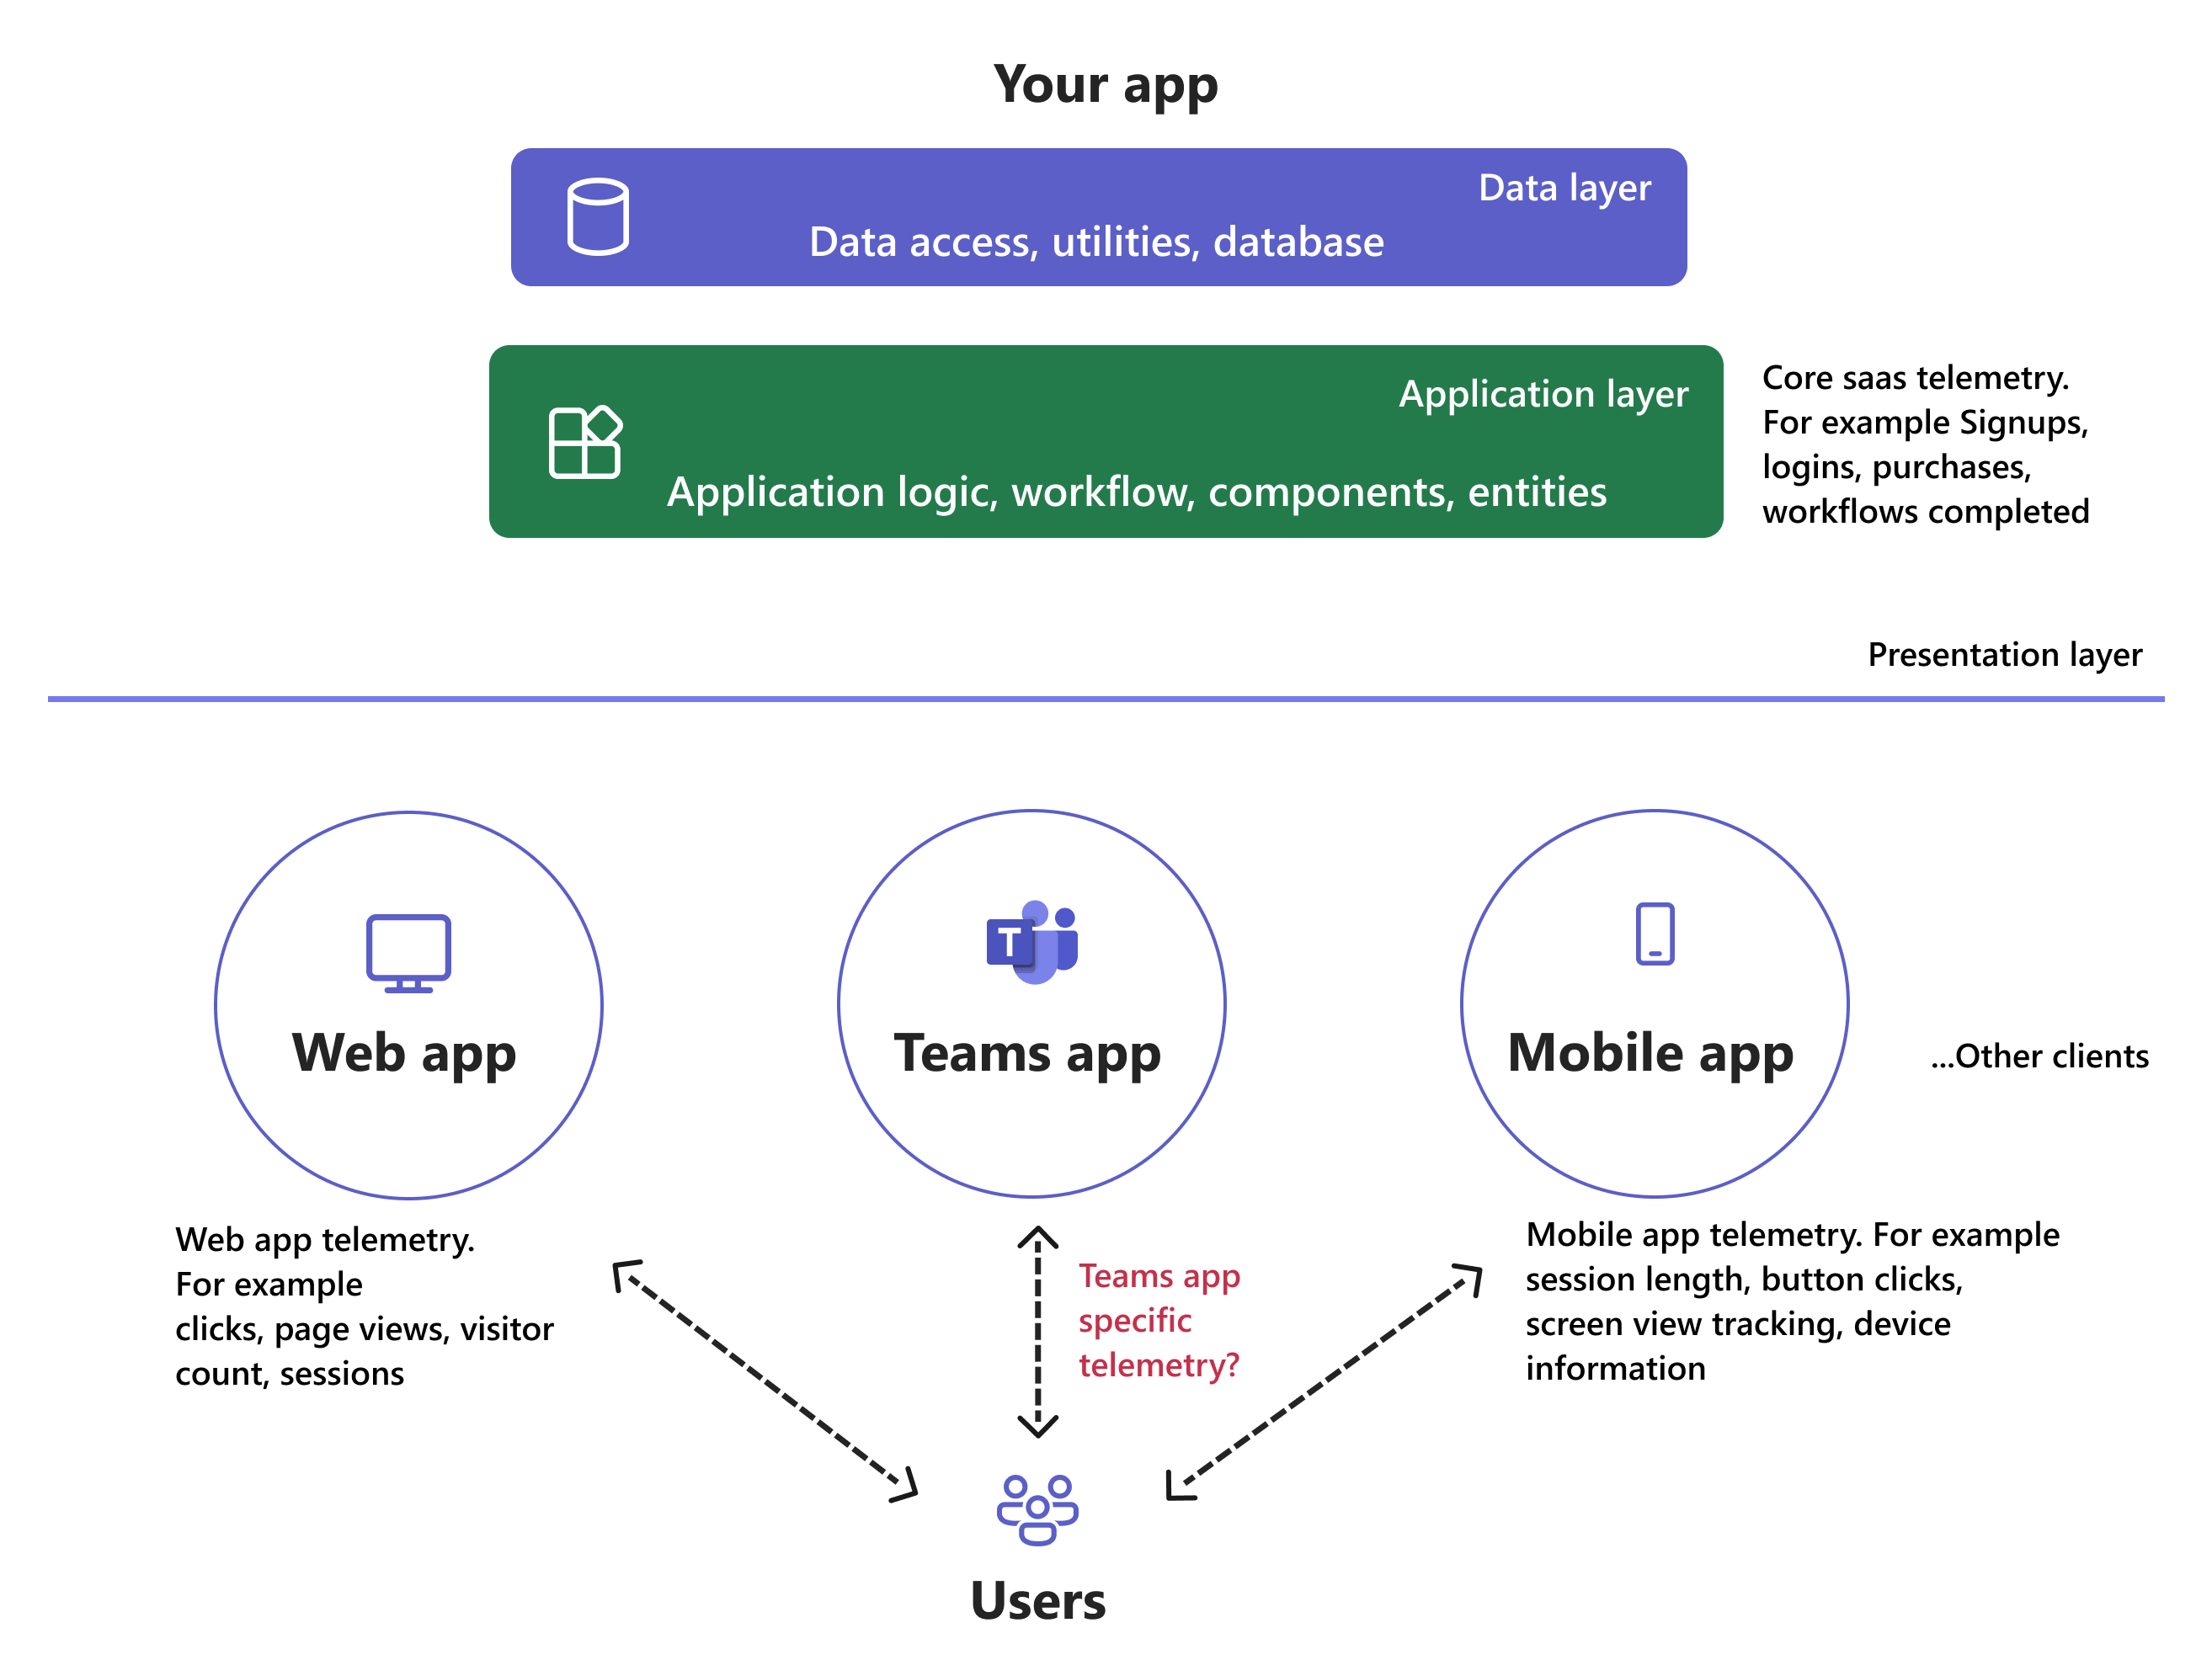 Your app
Data layer
Data access, utilities, database
Application layer
Application logic, workflow, components, entities
Core saas telemetry.
For example Signups,
logins, purchases,
workflows completed
Presentation layer
Web app
T
Teams app
Mobile app
...Other clients
Web app telemetry.
For example
clicks, page views, visitor
count, sessions
Teams app
specific
telemetry?
Mobile app telemetry. For example
session length, button clicks,
screen view tracking, device
information
Users